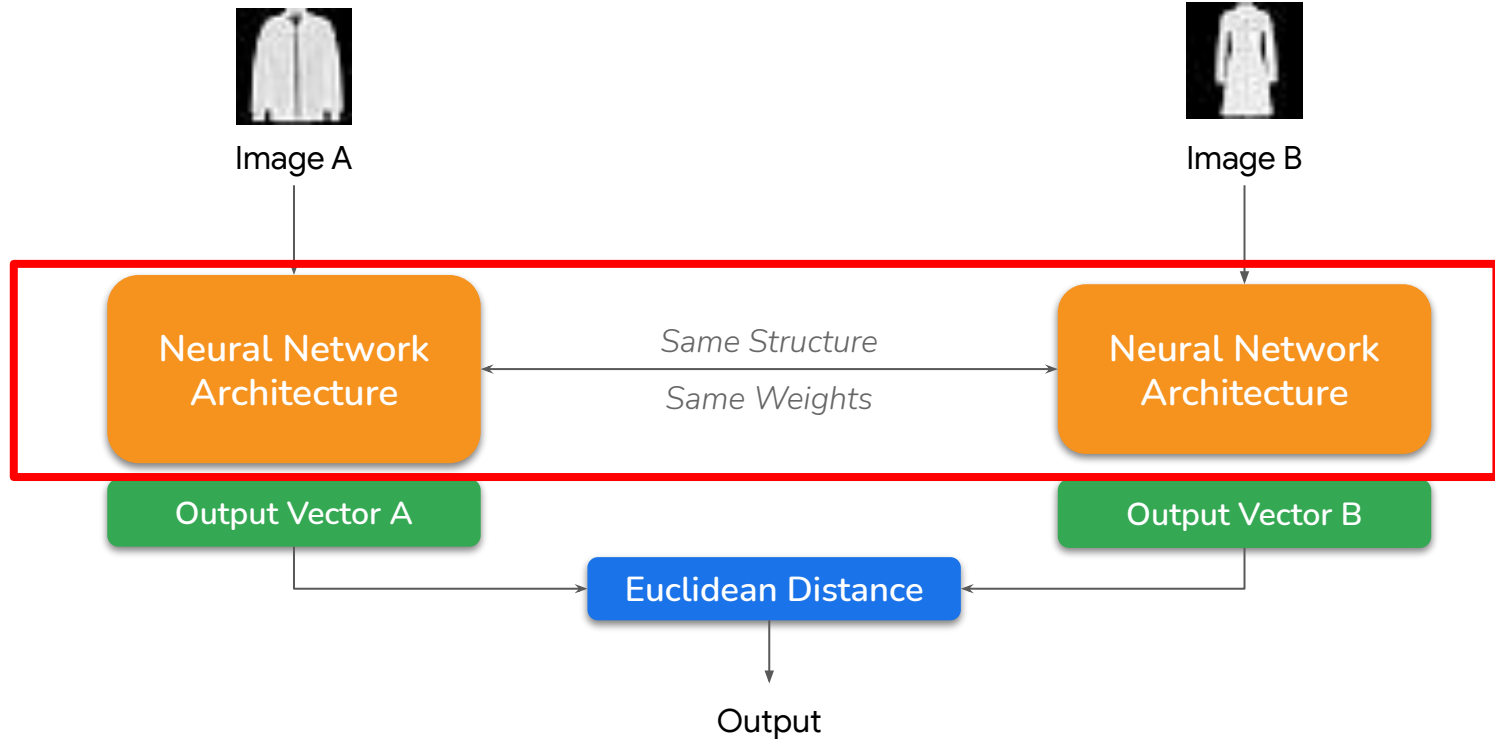 Image A
Image B
Neural Network
Architecture
Same Structure
Same Weights
Neural Network
Architecture
Output Vector A
Output Vector B
Euclidean Distance
Output